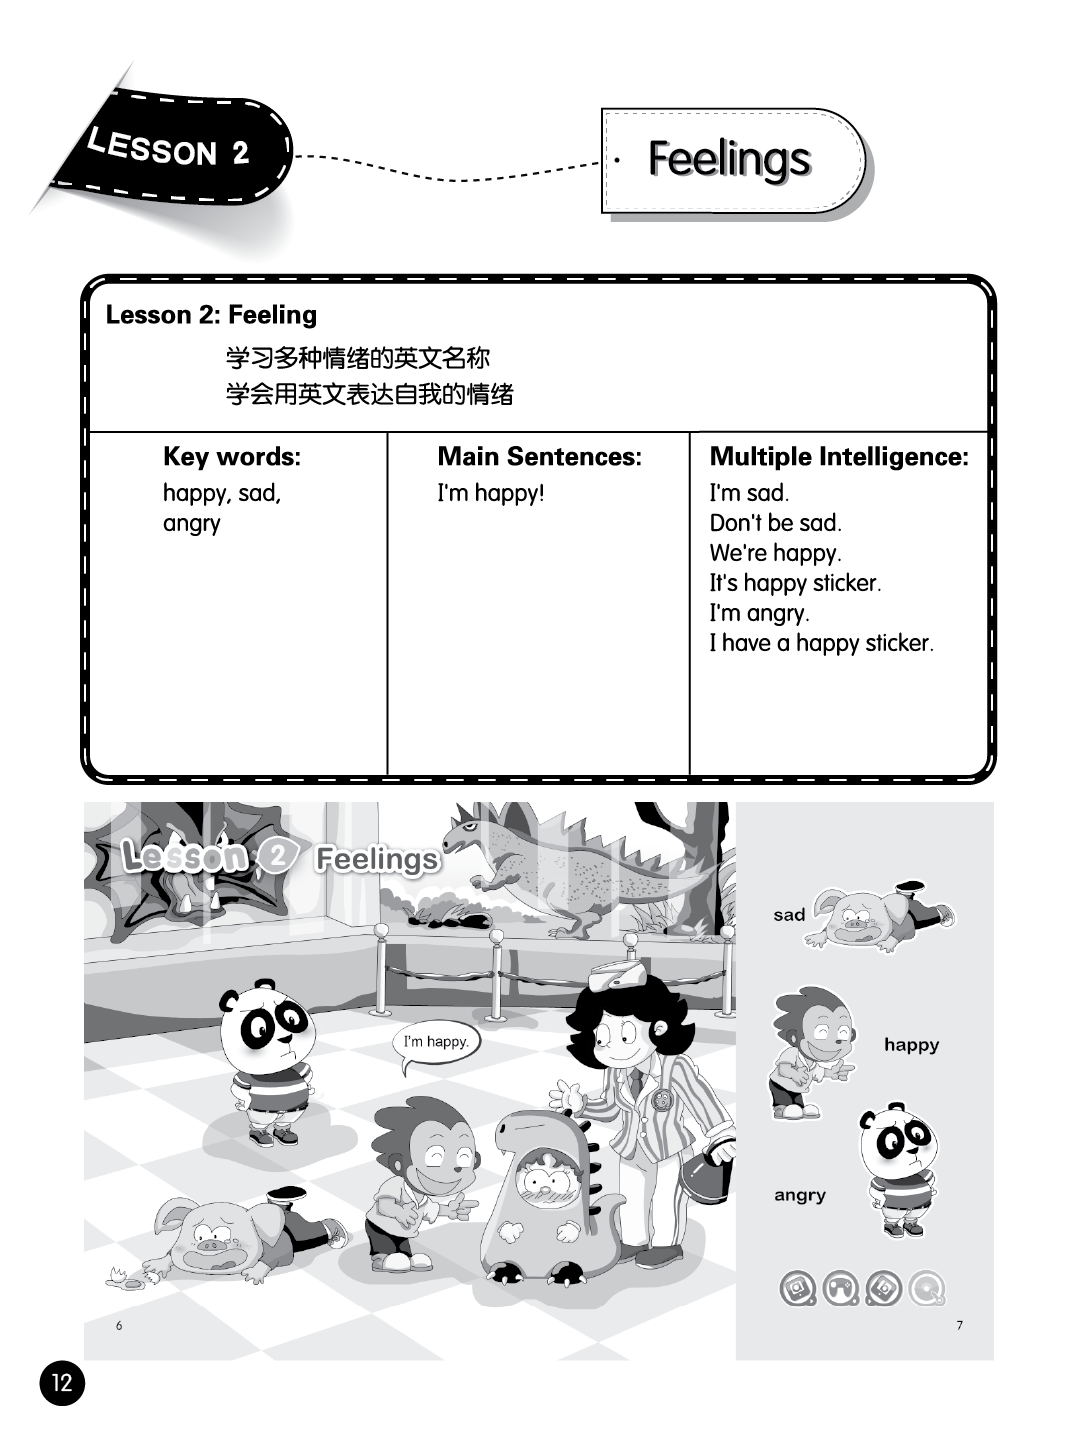 LESSON 2
Feelings
Lesson 2: Feeling
学习多种情绪的英文名称
学会用英文表达自我的情绪
Key words:
happy, sad,
angry
Main Sentences:
I'm happy!
Multiple Intelligence:
I'm sad.
Don't be sad.
We're happy.
It's happy sticker.
I'm angry.
I have a happy sticker.
Lesson 2 Feelings
I'm happy.
sad
happy
angry
6
7
12